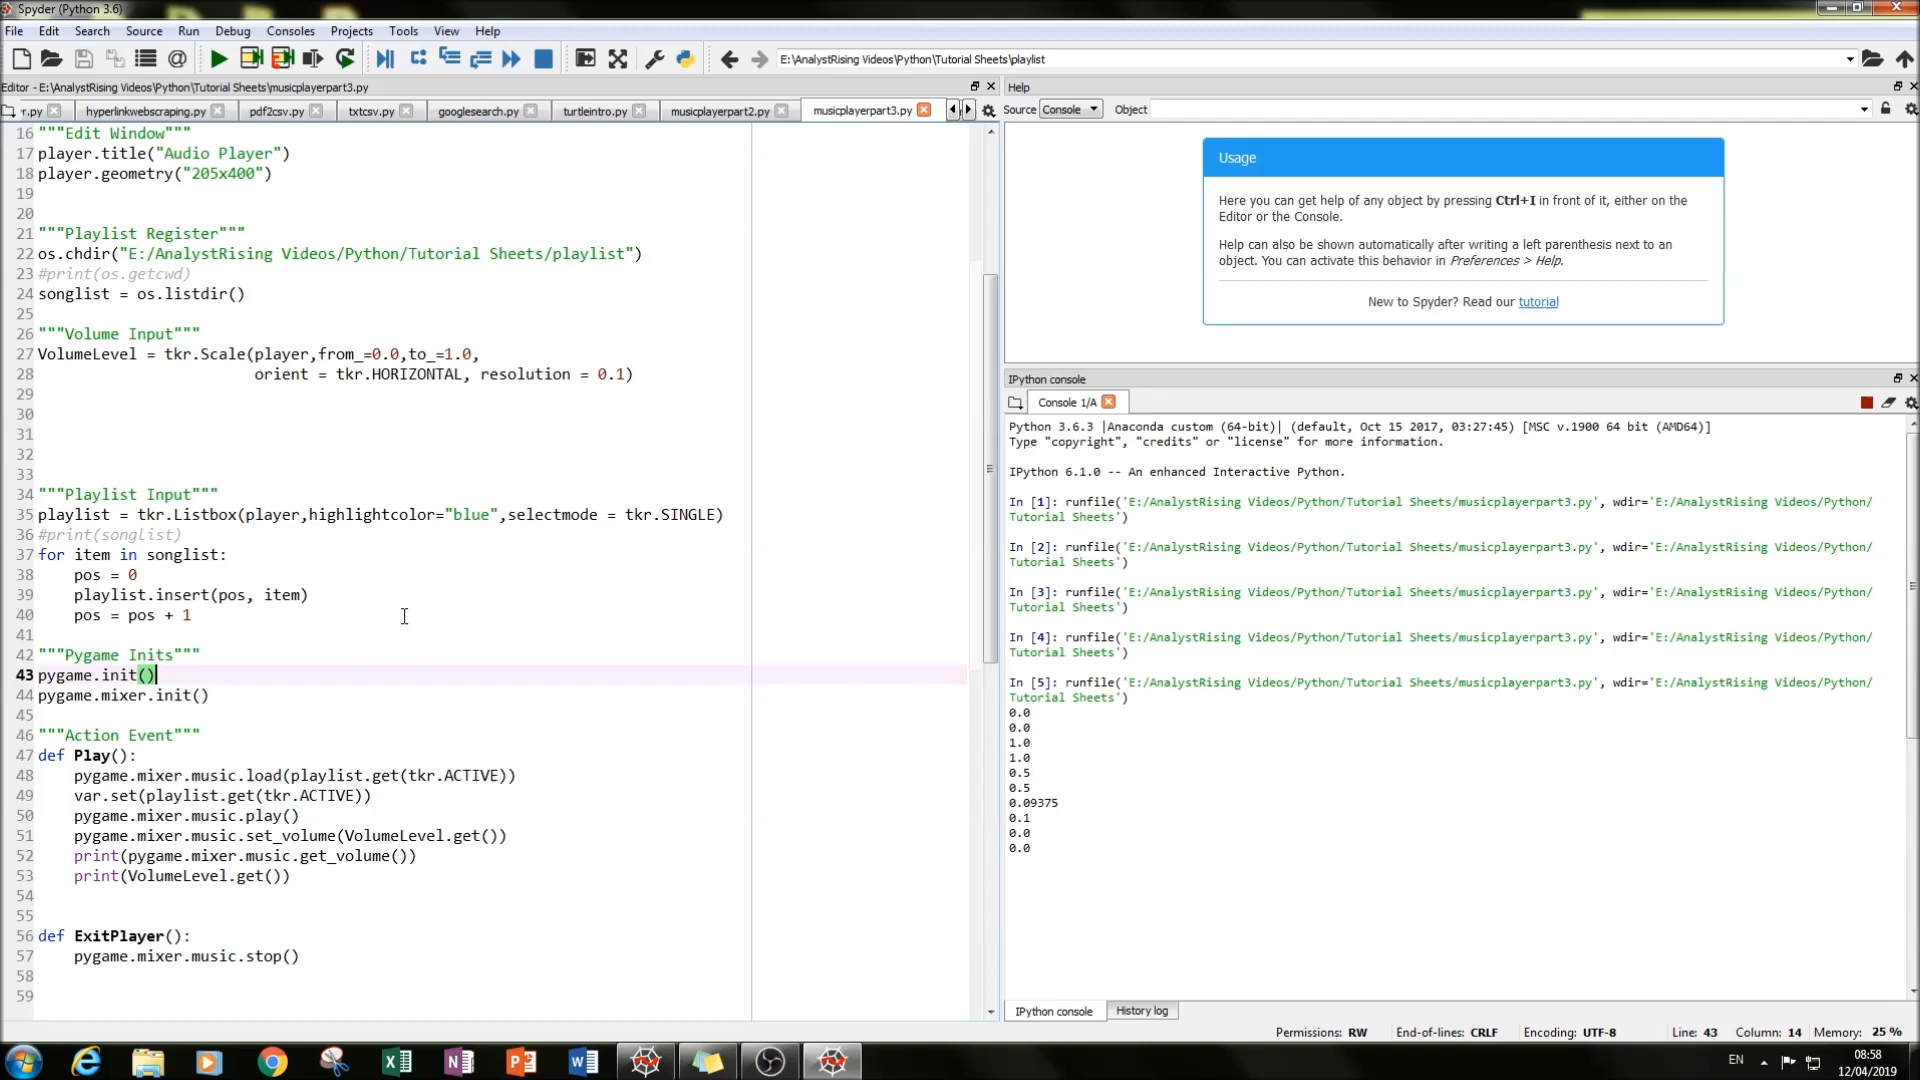 Spyder (Python 3.6)
File Edit Search Source Run Debug Consoles Projects Tools View Help
E:\AnalystRising Videos\Python\Tutorial Sheets\playlist
Editor - E:\AnalystRising Videos\Python\Tutorial Sheets\musicplayerpart3.py
r.py hyperlinkwebscraping.py pdf2csv.py txtcsv.py googlesearch.py turtleintro.py musicplayerpart2.py musicplayerpart3.py
16 """Edit Window"""
17 player.title("Audio Player")
18 player.geometry("205x400")
19
20
21 """Playlist Register"""
22 os.chdir("E:/AnalystRising Videos/Python/Tutorial Sheets/playlist")
23 #print(os.getcwd)
24 songlist = os.listdir()
25
26 """Volume Input"""
27 VolumeLevel = tkr.Scale(player,from_=0.0,to_=1.0,
28 orient = tkr.HORIZONTAL, resolution = 0.1)
29
30
31
32
33
34 """Playlist Input"""
35 playlist = tkr.Listbox(player,highlightcolor="blue",selectmode = tkr.SINGLE)
36 #print(songlist)
37 for item in songlist:
38 pos = 0
39 playlist.insert(pos, item)
40 pos = pos + 1
41
42 """Pygame Inits"""
43 pygame.init()
44 pygame.mixer.init()
45
46 """Action Event"""
47 def Play():
48 pygame.mixer.music.load(playlist.get(tkr.ACTIVE))
49 var.set(playlist.get(tkr.ACTIVE))
50 pygame.mixer.music.play()
51 pygame.mixer.music.set_volume(VolumeLevel.get())
52 print(pygame.mixer.music.get_volume())
53 print(VolumeLevel.get())
54
55
56 def ExitPlayer():
57 pygame.mixer.music.stop()
58
59
Help
Source Console Object
Usage
Here you can get help of any object by pressing Ctrl+I in front of it, either on the
Editor or the Console.
Help can also be shown automatically after writing a left parenthesis next to an
object. You can activate this behavior in Preferences > Help.
New to Spyder? Read our tutorial
IPython console
Console 1/A
Python 3.6.3 |Anaconda custom (64-bit)| (default, Oct 15 2017, 03:27:45) [MSC v.1900 64 bit (AMD64)]
Type "copyright", "credits" or "license" for more information.
IPython 6.1.0 -- An enhanced Interactive Python.
In [1]: runfile('E:/AnalystRising Videos/Python/Tutorial Sheets/musicplayerpart3.py', wdir='E:/AnalystRising Videos/Python/
Tutorial Sheets')
In [2]: runfile('E:/AnalystRising Videos/Python/Tutorial Sheets/musicplayerpart3.py', wdir='E:/AnalystRising Videos/Python/
Tutorial Sheets')
In [3]: runfile('E:/AnalystRising Videos/Python/Tutorial Sheets/musicplayerpart3.py', wdir='E:/AnalystRising Videos/Python/
Tutorial Sheets')
In [4]: runfile('E:/AnalystRising Videos/Python/Tutorial Sheets/musicplayerpart3.py', wdir='E:/AnalystRising Videos/Python/
Tutorial Sheets')
In [5]: runfile('E:/AnalystRising Videos/Python/Tutorial Sheets/musicplayerpart3.py', wdir='E:/AnalystRising Videos/Python/
Tutorial Sheets')
0.0
0.0
1.0
1.0
0.5
0.5
0.09375
0.1
0.0
0.0
IPython console History log
Permissions: RW End-of-lines: CRLF Encoding: UTF-8 Line: 43 Column: 14 Memory: 25 %
EN 08:58
12/04/2019